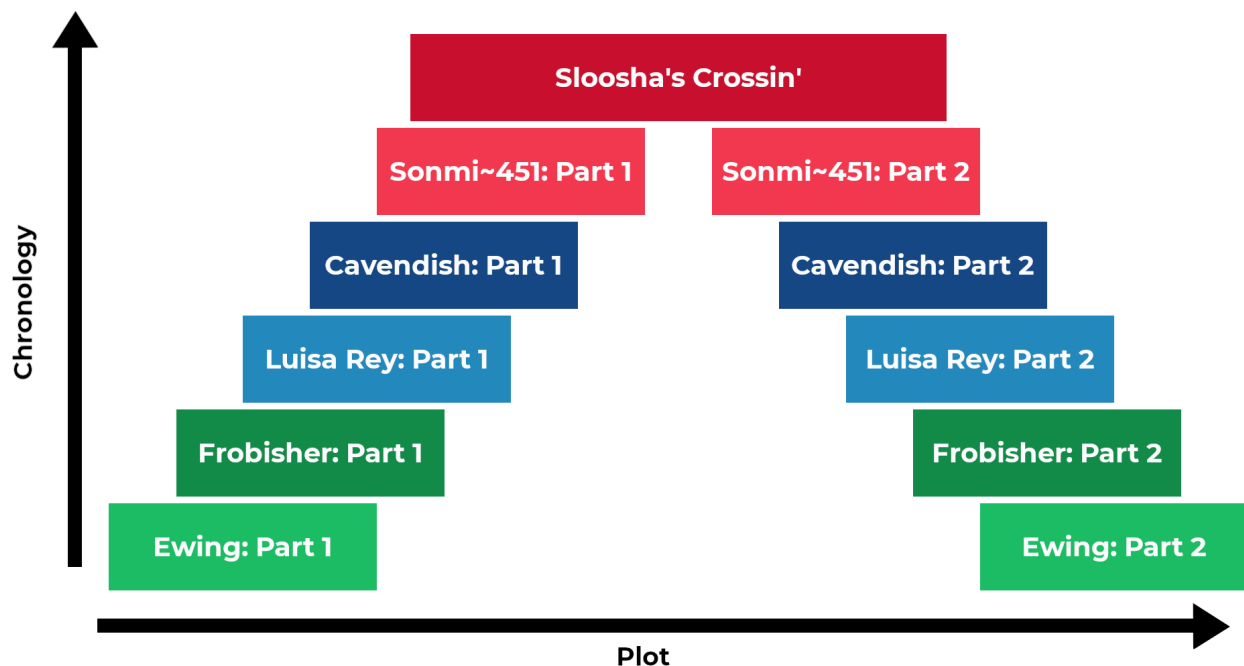 Sloosha's Crossin'
Sonmi~451: Part 1
Sonmi~451: Part 2
Cavendish: Part 1
Cavendish: Part 2
Chronology
Luisa Rey: Part 1
Luisa Rey: Part 2
Frobisher: Part 1
Frobisher: Part 2
Ewing: Part 1
Ewing: Part 2
Plot